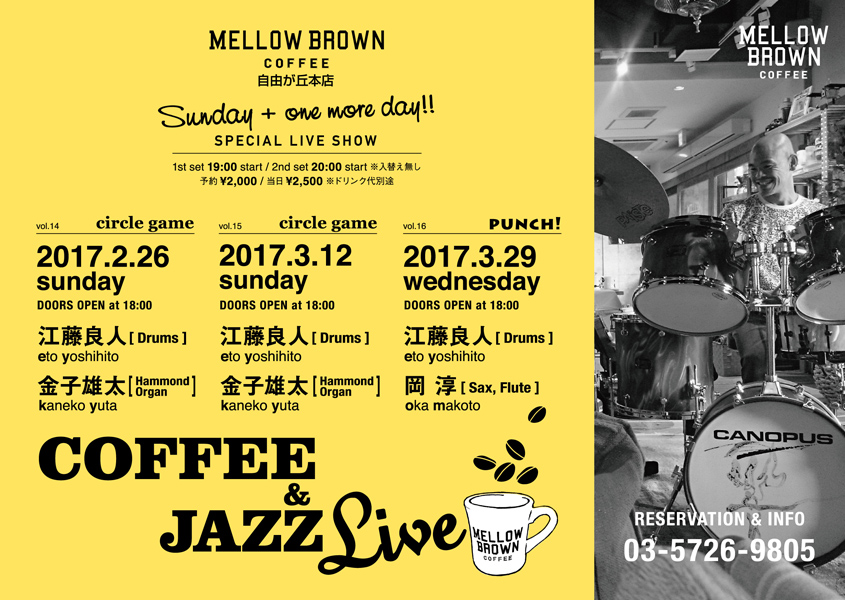 MELLOW BROWN
COFFEE
自由が丘本店
Sunday + one more day!!
SPECIAL LIVE SHOW
1st set 19:00 start / 2nd set 20:00 start ※入替え無し
予約 ¥2,000 / 当日 ¥2,500 ※ドリンク代別途
vol.14 circle game
2017.2.26
sunday
DOORS OPEN at 18:00
江藤良人 [ Drums ]
eto yoshihito
金子雄太 [ Hammond Organ ]
kaneko yuta
vol.15 circle game
2017.3.12
sunday
DOORS OPEN at 18:00
江藤良人 [ Drums ]
eto yoshihito
金子雄太 [ Hammond Organ ]
kaneko yuta
vol.16 PUNCH!
2017.3.29
wednesday
DOORS OPEN at 18:00
江藤良人 [ Drums ]
eto yoshihito
岡 淳 [ Sax, Flute ]
oka makoto
COFFEE
&
JAZZ Live
MELLOW
BROWN
COFFEE
MELLOW
BROWN
COFFEE
CANOPUS
RESERVATION & INFO
03-5726-9805